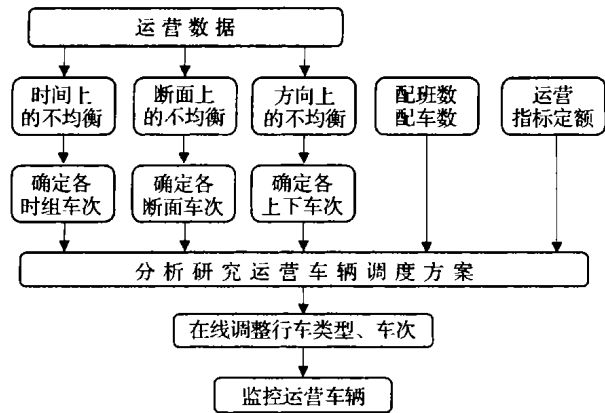 运营数据
时间上
的不均衡
断面上
的不均衡
方向上
的不均衡
配班数
配车数
运营
指标定额
确定各
时组车次
确定各
断面车次
确定各
上下车次
分析研究运营车辆调度方案
在线调整行车类型、车次
监控运营车辆